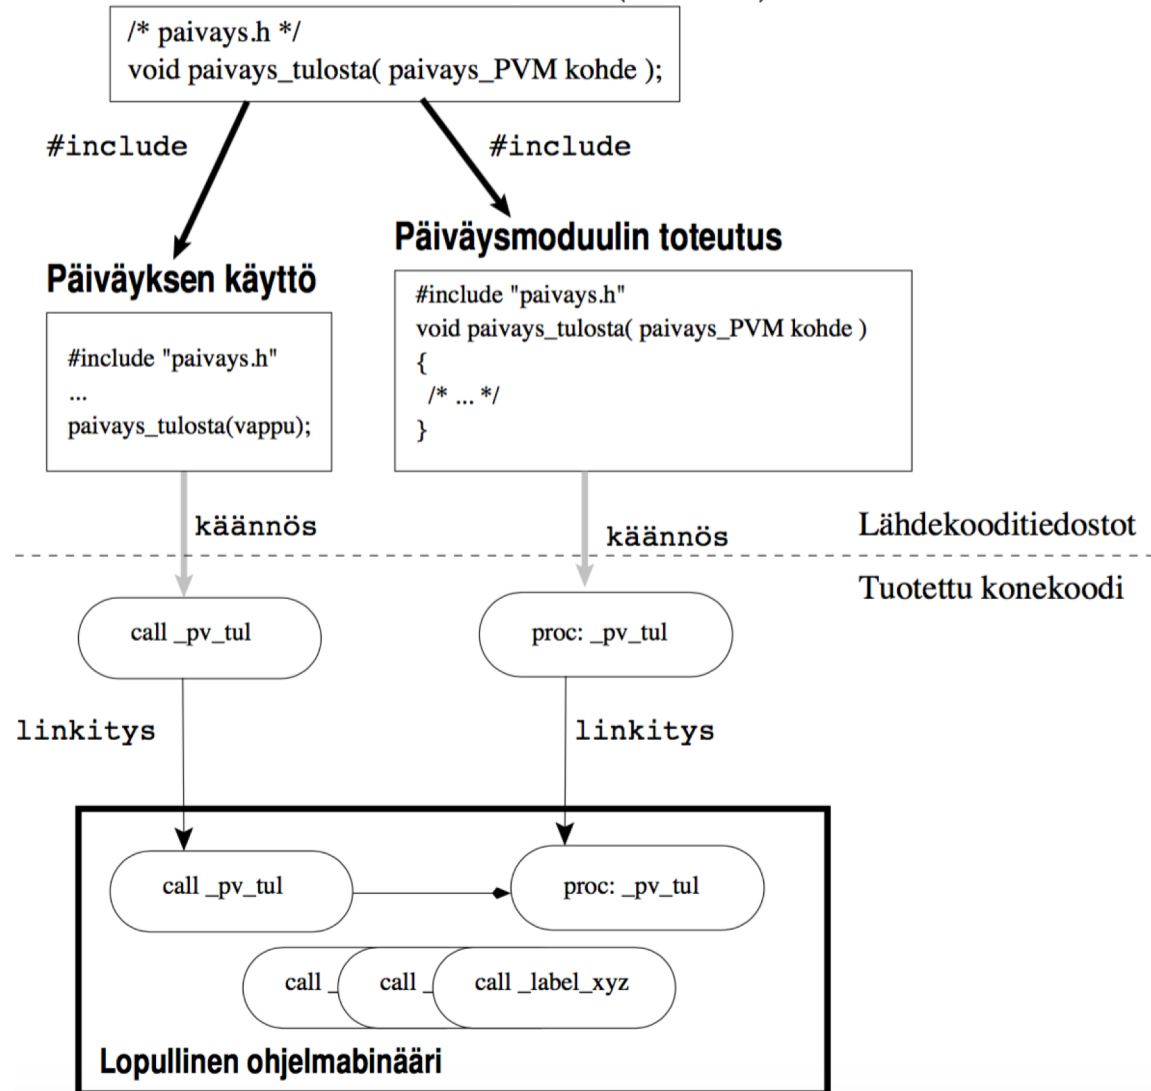 /* paivays.h */
void paivays_tulosta( paivays_PVM kohde );
#include
#include
Päiväyksen käyttö
#include "paivays.h"
...
paivays_tulosta(vappu);
Päiväysmoduulin toteutus
#include "paivays.h"
void paivays_tulosta( paivays_PVM kohde )
{
/* ... */
}
käännös
käännös
Lähdekooditiedostot
Tuotettu konekoodi
call _pv_tul
proc: _pv_tul
linkitys
linkitys
call _pv_tul
proc: _pv_tul
call _
call _
call _label_xyz
Lopullinen ohjelmabinääri